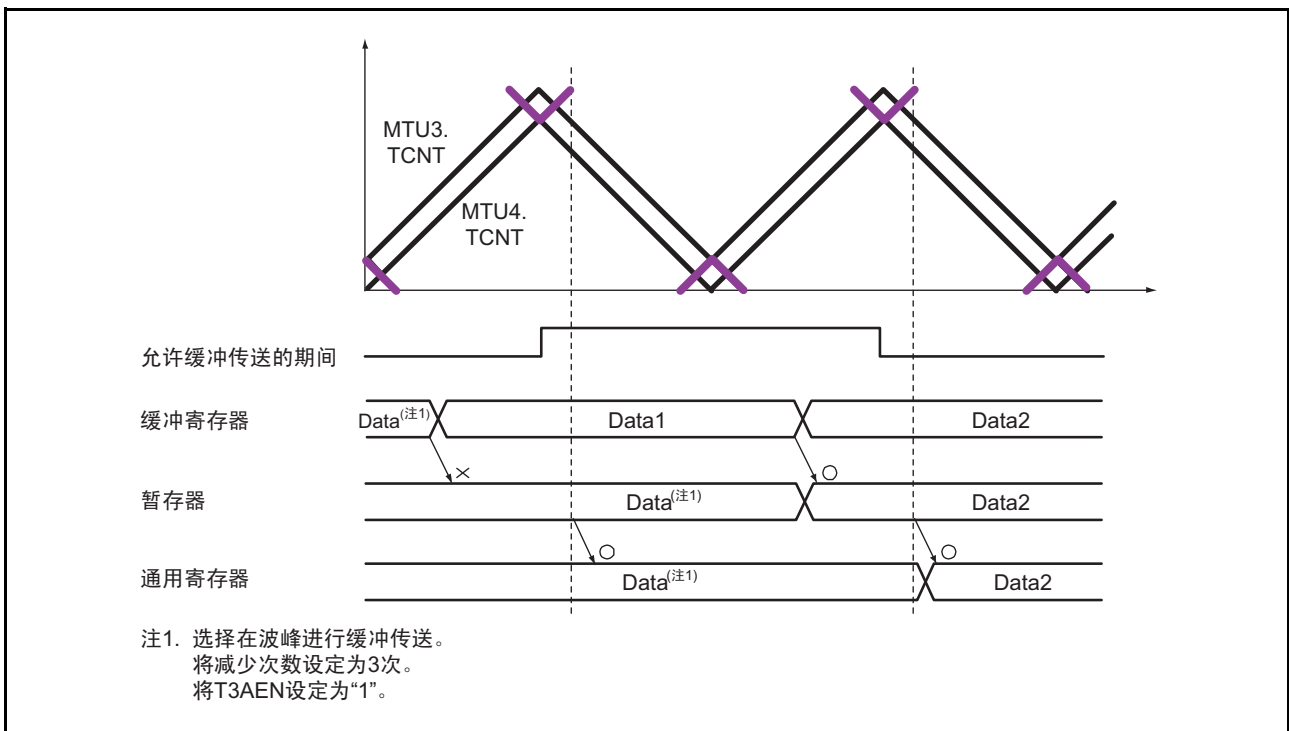 MTU3.
TCNT
MTU4.
TCNT
允许缓冲传送的期间
缓冲寄存器
Data(注1)
Data1
Data2
暂存器
Data(注1)
Data2
通用寄存器
Data(注1)
Data2
注1. 选择在波峰进行缓冲传送。
将减少次数设定为3次。
将T3AEN设定为“1”。